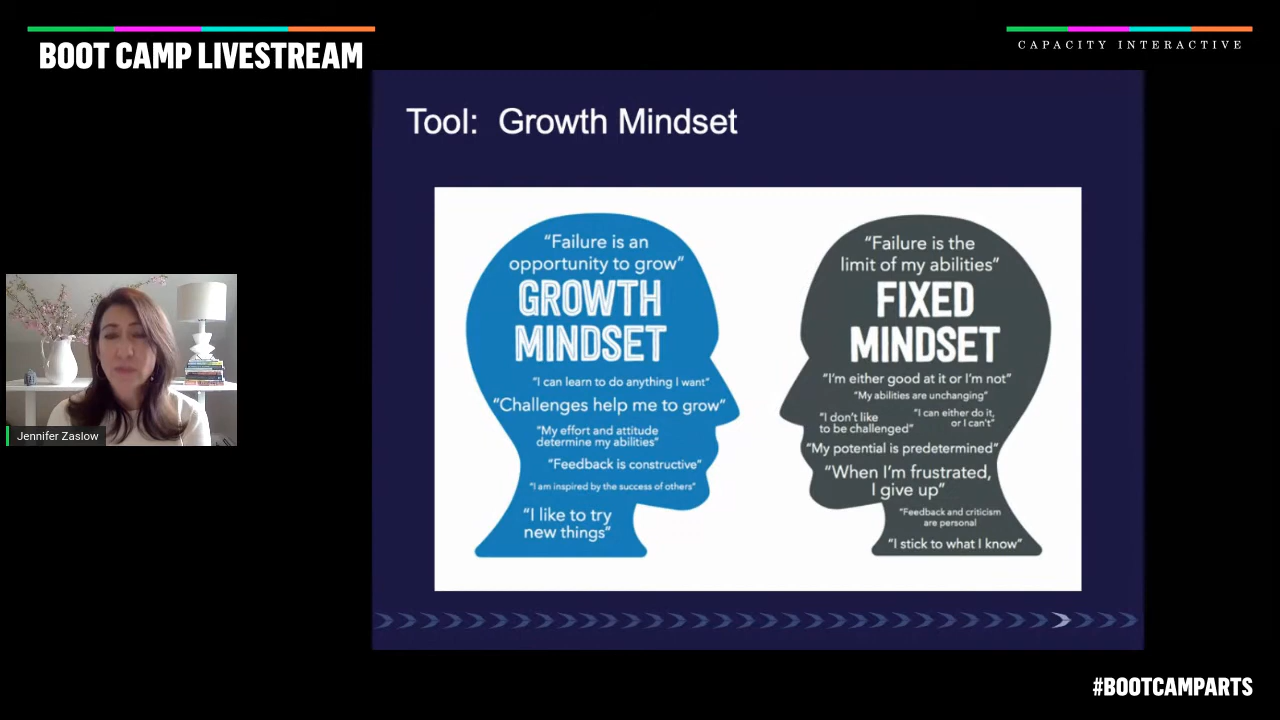 BOOT CAMP LIVESTREAM
CAPACITY INTERACTIVE
Tool: Growth Mindset
“Failure is an
opportunity to grow”
GROWTH
MINDSET
“I can learn to do anything I want”
“Challenges help me to grow”
“My effort and attitude
determine my abilities”
“Feedback is constructive”
“I am inspired by the success of others”
“I like to try
new things”
“Failure is the
limit of my abilities”
FIXED
MINDSET
“I’m either good at it or I’m not”
“My abilities are unchanging”
“I don’t like
to be challenged”
“I can either do it,
or I can’t”
“My potential is predetermined”
“When I’m frustrated,
I give up”
“Feedback and criticism
are personal
“I stick to what I know”
Jennifer Zaslow
#BOOTCAMPARTS